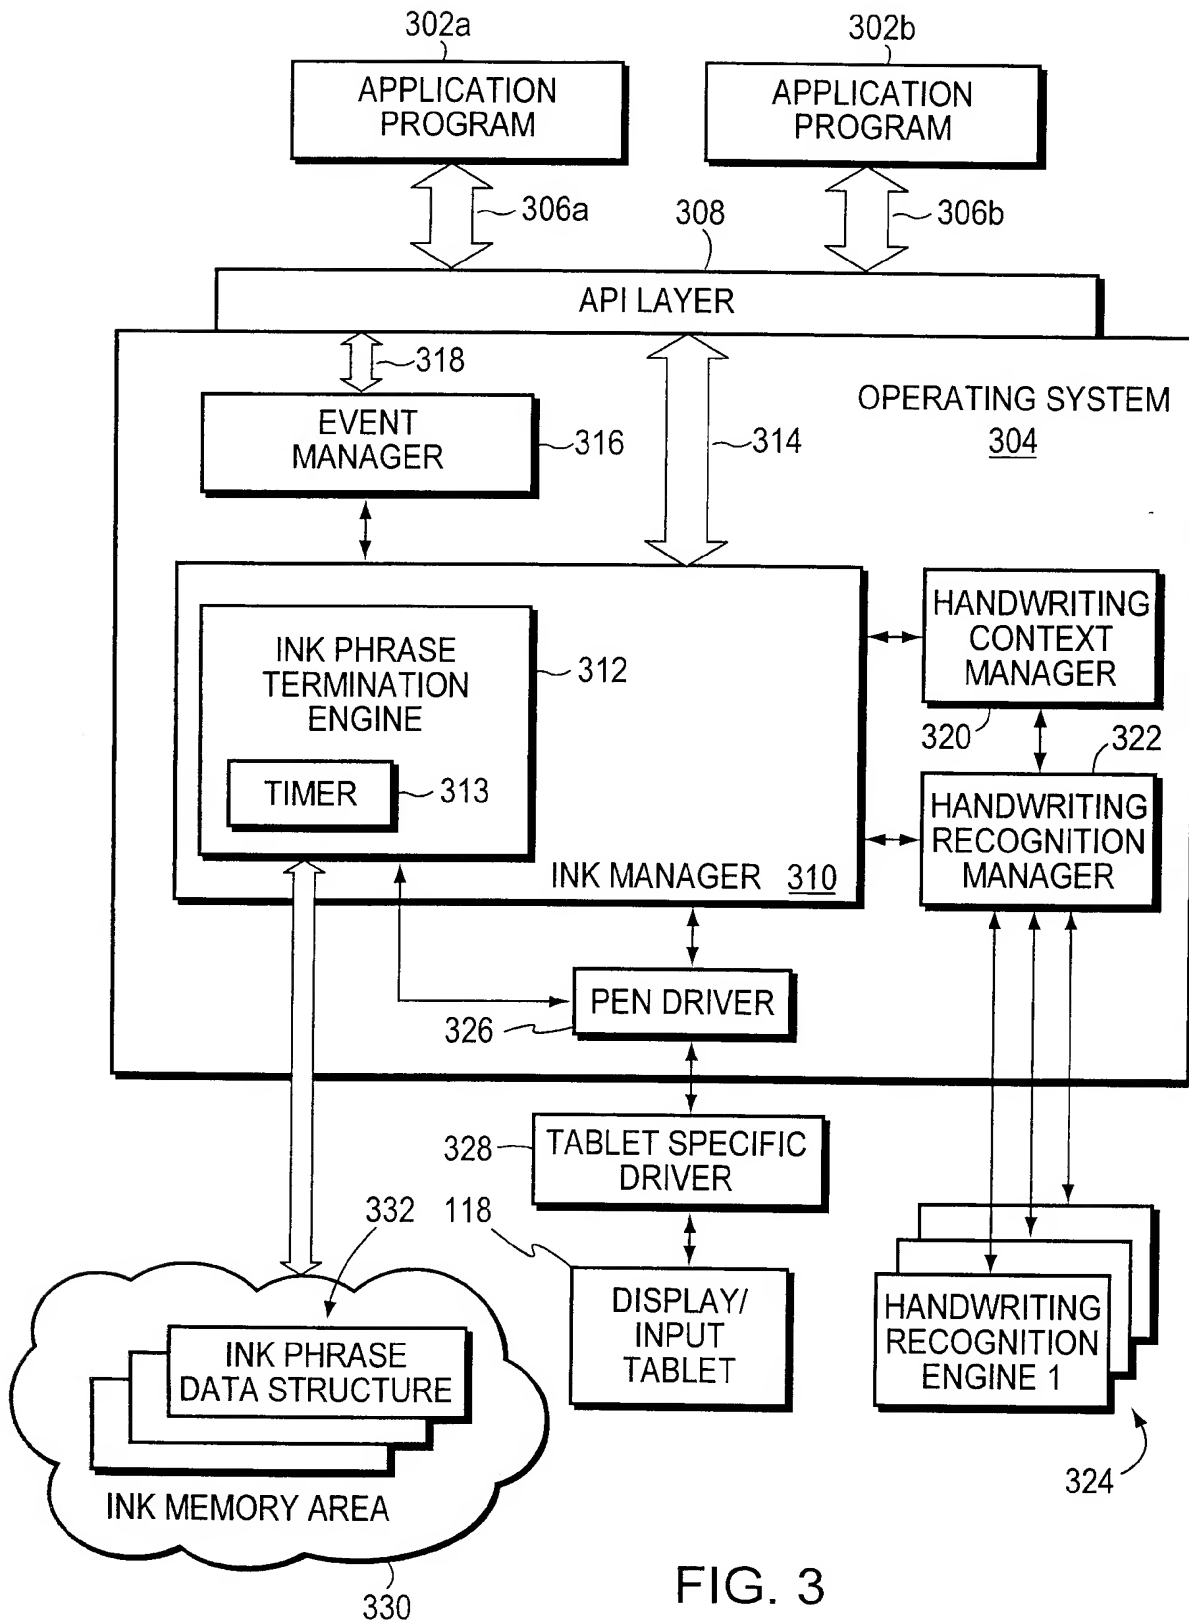 302a
302b
APPLICATION
PROGRAM
APPLICATION
PROGRAM
306a
308
306b
API LAYER
318
OPERATING SYSTEM
304
EVENT
MANAGER
316
314
HANDWRITING
CONTEXT
MANAGER
INK PHRASE
TERMINATION
ENGINE
312
320
322
TIMER
313
HANDWRITING
RECOGNITION
MANAGER
INK MANAGER 310
PEN DRIVER
326
328
TABLET SPECIFIC
DRIVER
332
118
DISPLAY/
INPUT
TABLET
HANDWRITING
RECOGNITION
ENGINE 1
INK PHRASE
DATA STRUCTURE
324
INK MEMORY AREA
330
FIG. 3